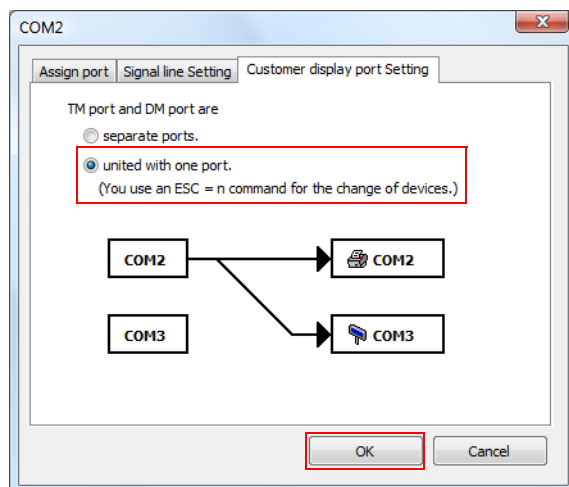 COM2
Assign port Signal line Setting Customer display port Setting
TM port and DM port are
separate ports.
united with one port.
(You use an ESC = n command for the change of devices.)
COM2 COM2
COM3 COM3
OK Cancel